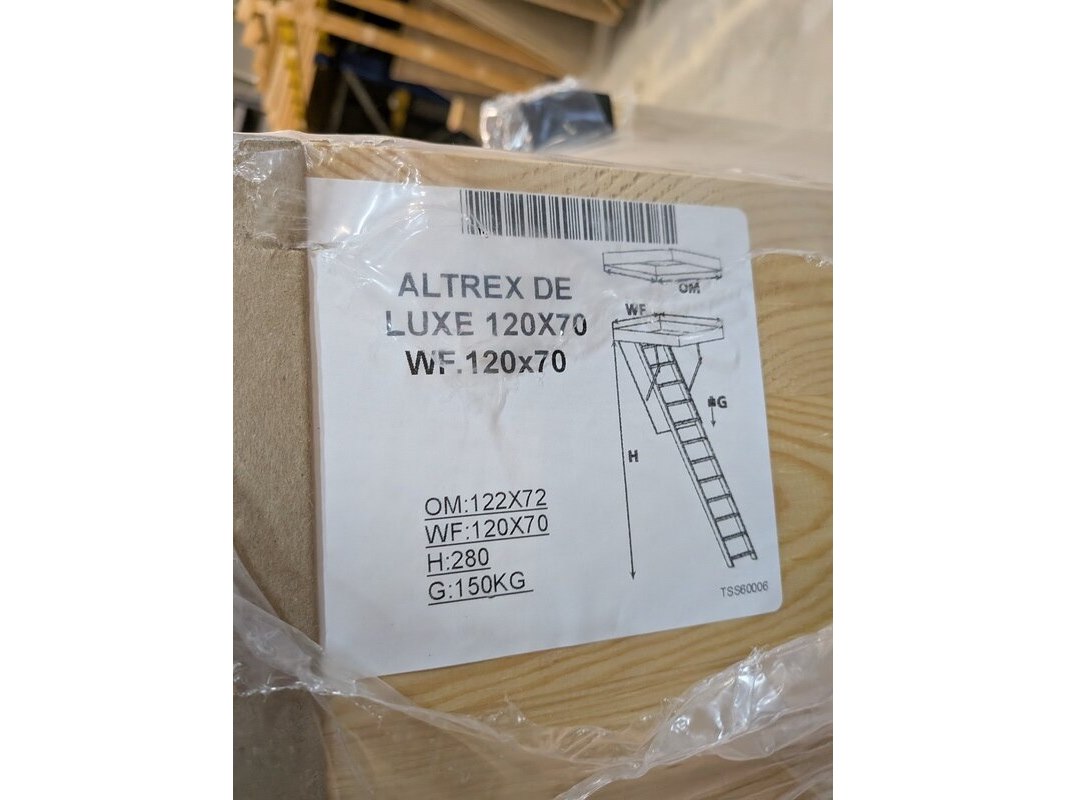 ALTREX DE
LUXE 120X70
WF.120x70
OM
WF
G
H
OM:122X72
WF:120X70
H:280
G:150KG
TSS60006